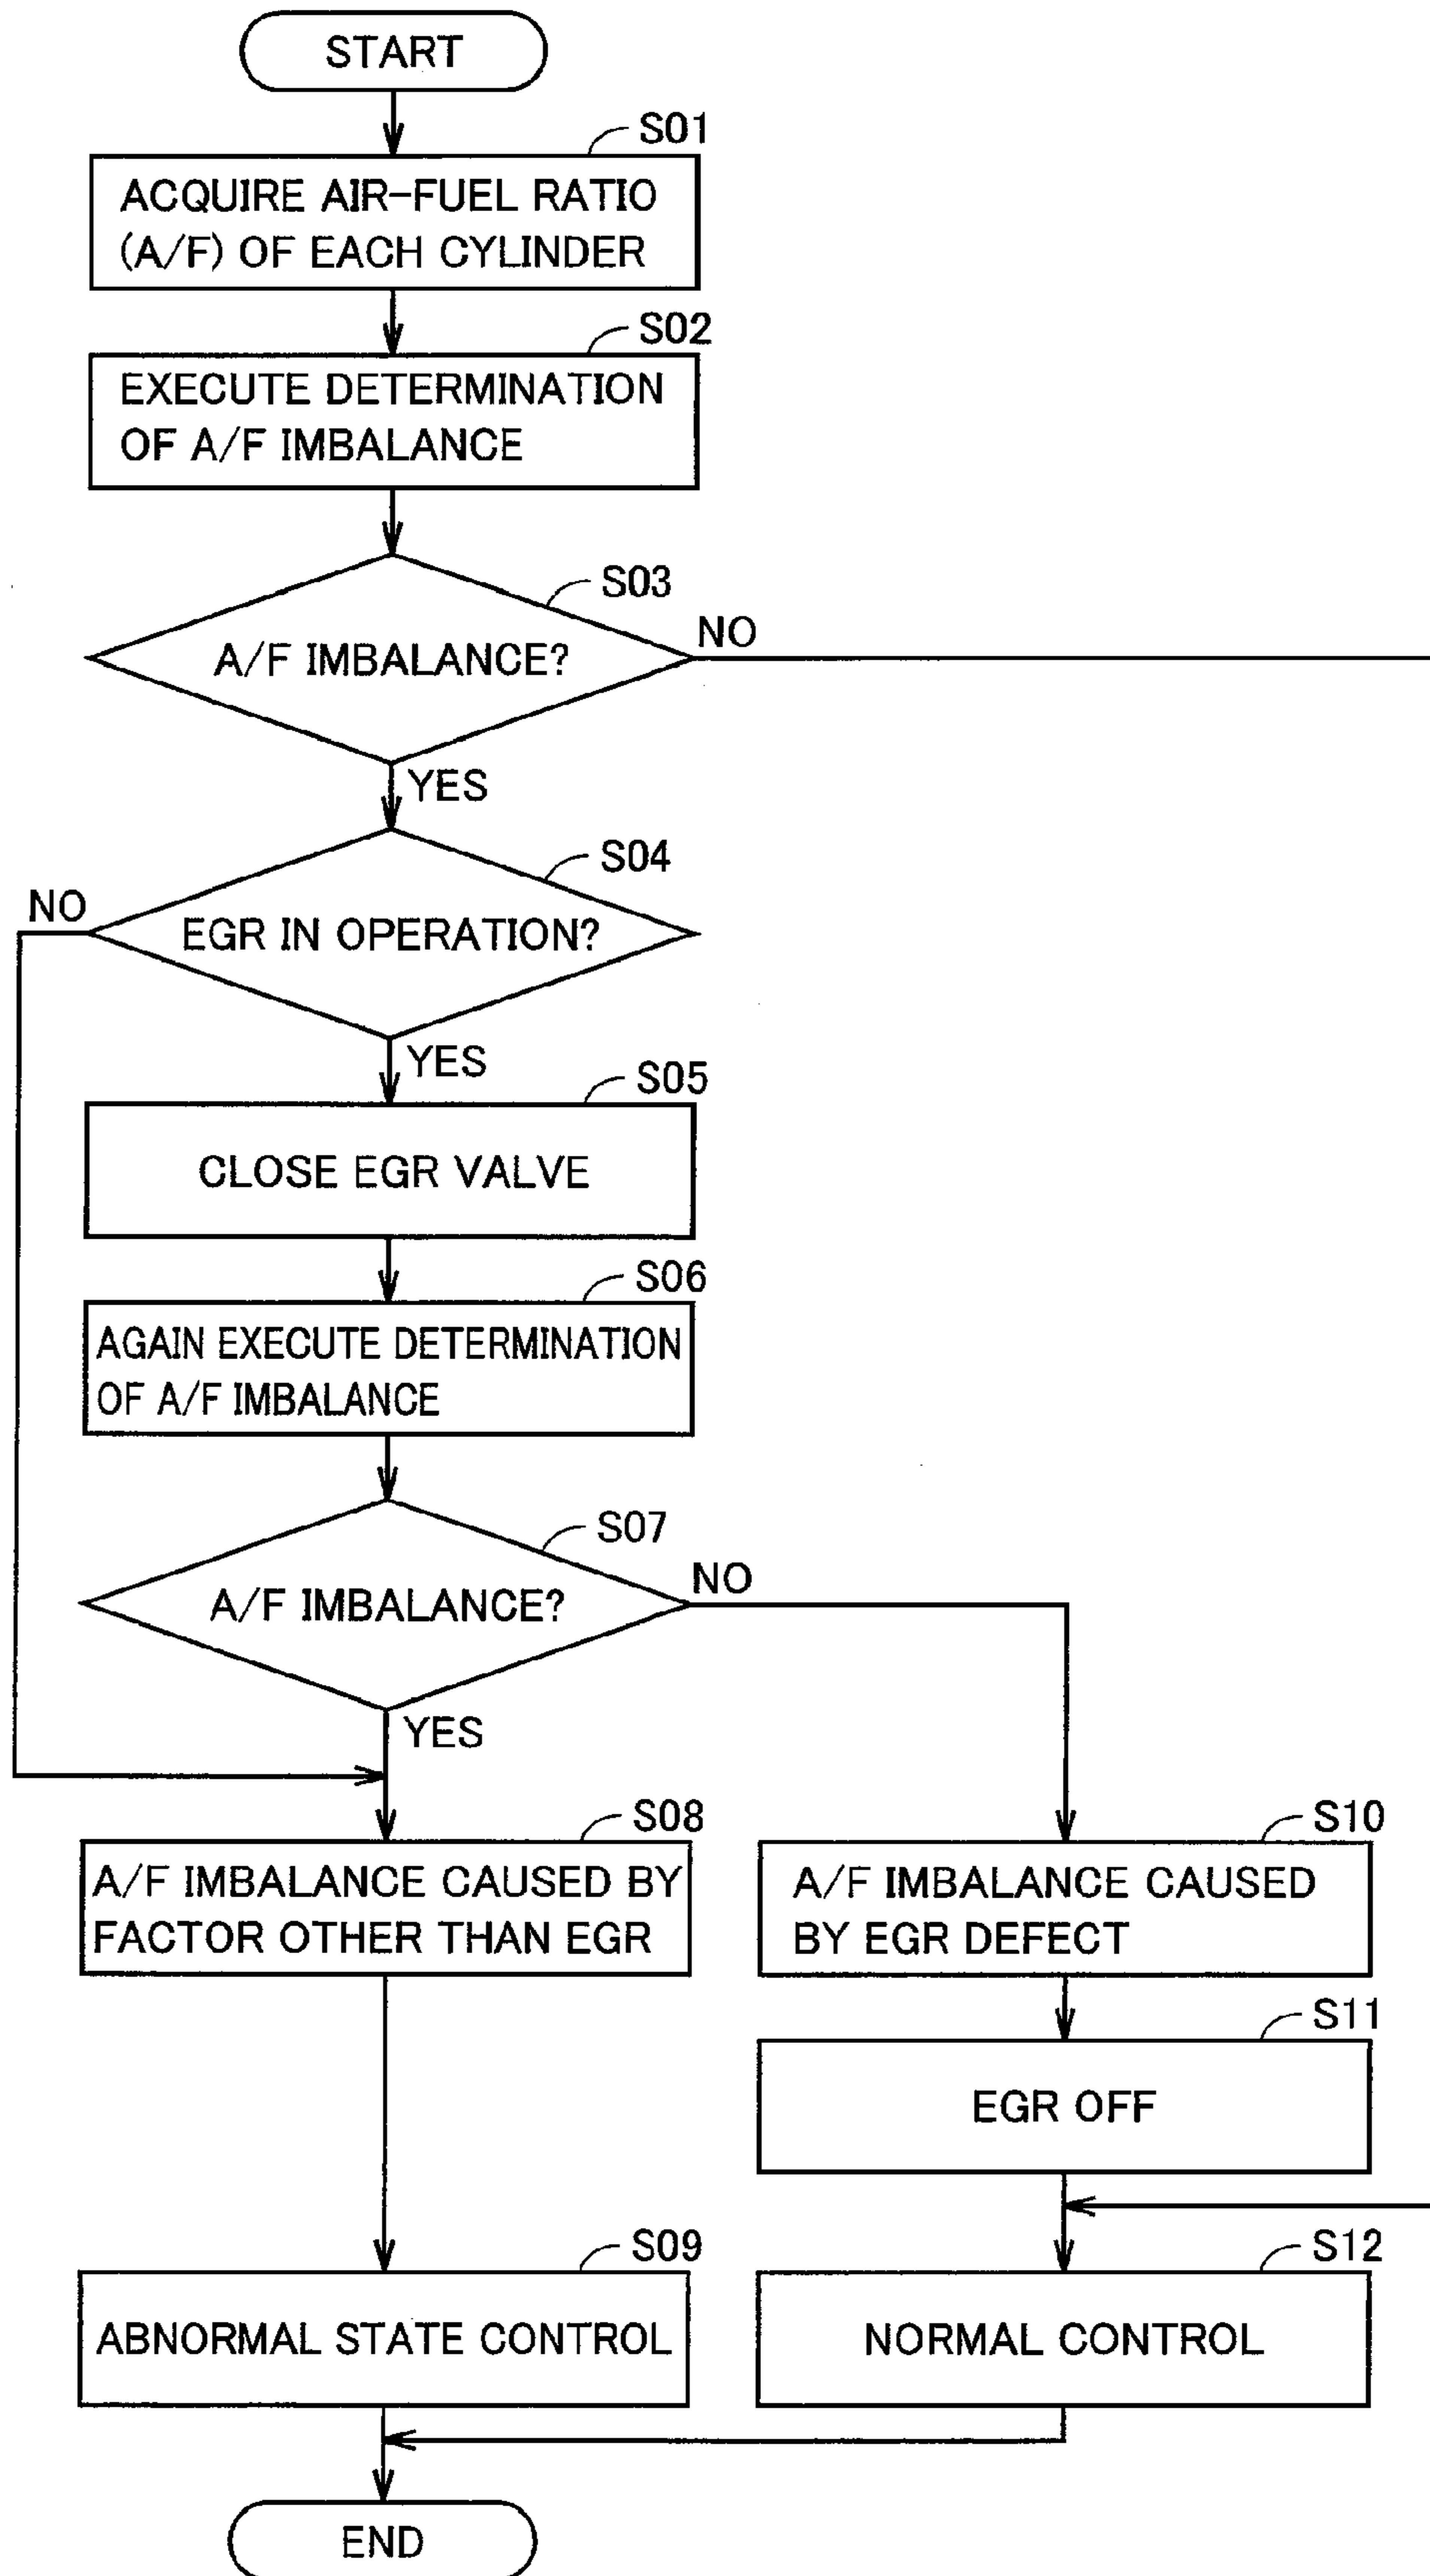 START
S01
ACQUIRE AIR-FUEL RATIO
(A/F) OF EACH CYLINDER
S02
EXECUTE DETERMINATION
OF A/F IMBALANCE
S03
A/F IMBALANCE?
NO
YES
S04
NO
EGR IN OPERATION?
YES
S05
CLOSE EGR VALVE
S06
AGAIN EXECUTE DETERMINATION
OF A/F IMBALANCE
S07
A/F IMBALANCE?
NO
YES
S08
A/F IMBALANCE CAUSED BY
FACTOR OTHER THAN EGR
S10
A/F IMBALANCE CAUSED
BY EGR DEFECT
S11
EGR OFF
S09
ABNORMAL STATE CONTROL
S12
NORMAL CONTROL
END